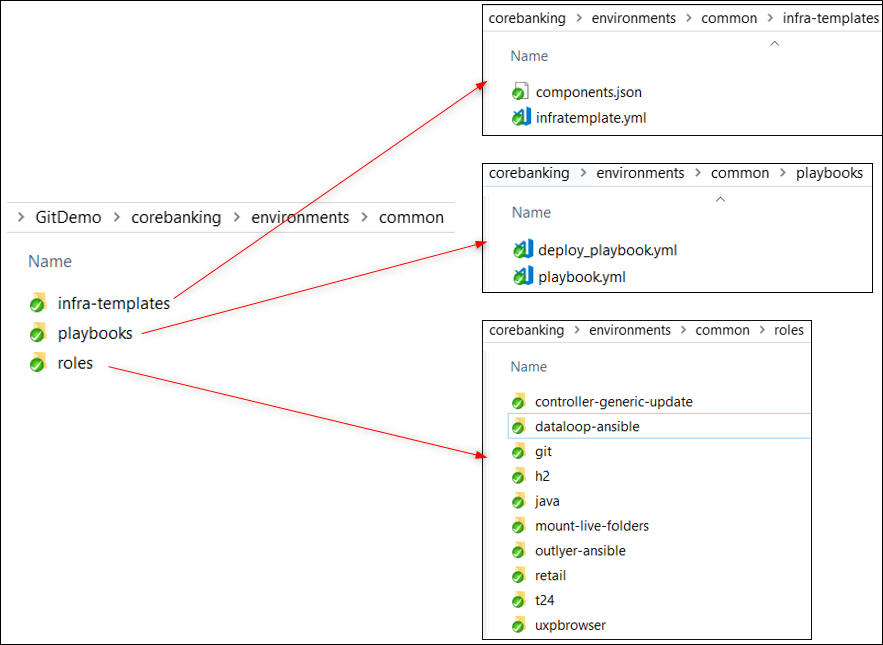 > GitDemo > corebanking > environments > common
Name
infra-templates
playbooks
roles
corebanking > environments > common > infra-templates
Name
components.json
infratemplate.yml
corebanking > environments > common > playbooks
Name
deploy_playbook.yml
playbook.yml
corebanking > environments > common > roles
Name
controller-generic-update
dataloop-ansible
git
h2
java
mount-live-folders
outlyer-ansible
retail
t24
uxpbrowser